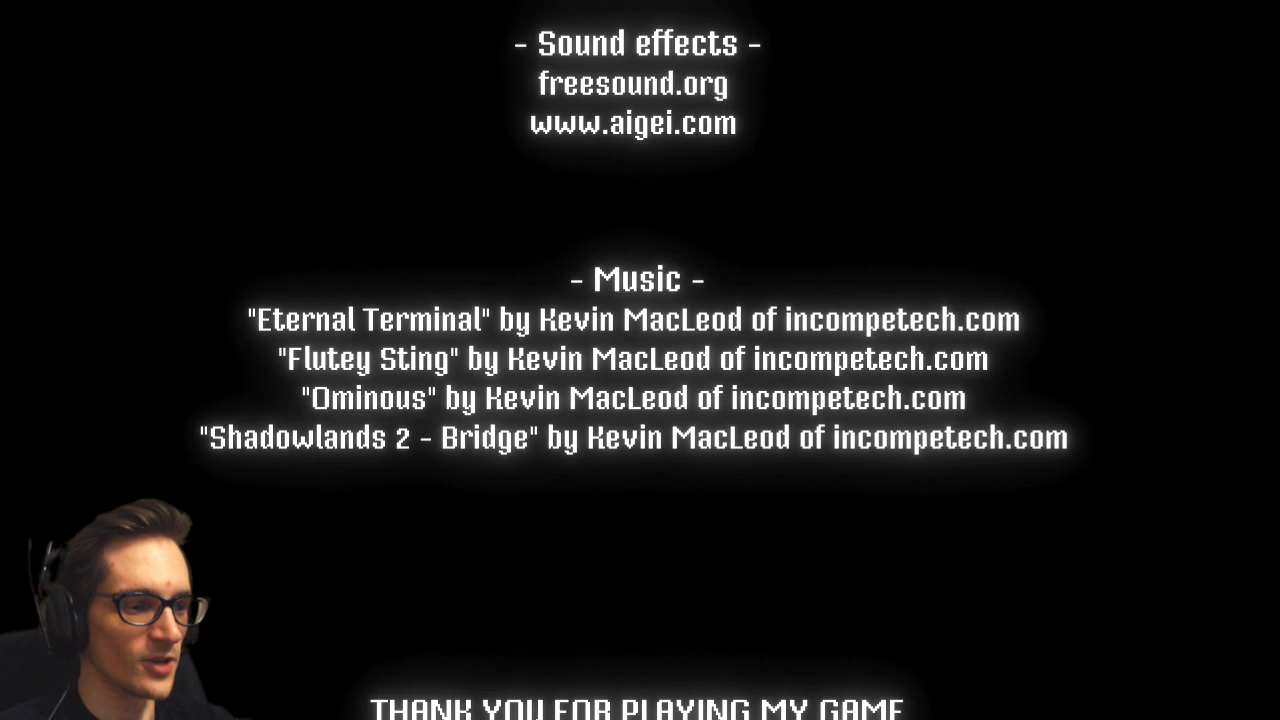 - Sound effects -
freesound.org
www.aigei.com
- Music -
"Eternal Terminal" by Kevin MacLeod of incompetech.com
"Flutey Sting" by Kevin MacLeod of incompetech.com
"Ominous" by Kevin MacLeod of incompetech.com
"Shadowlands 2 - Bridge" by Kevin MacLeod of incompetech.com
THANK YOU FOR PLAYING MY GAME